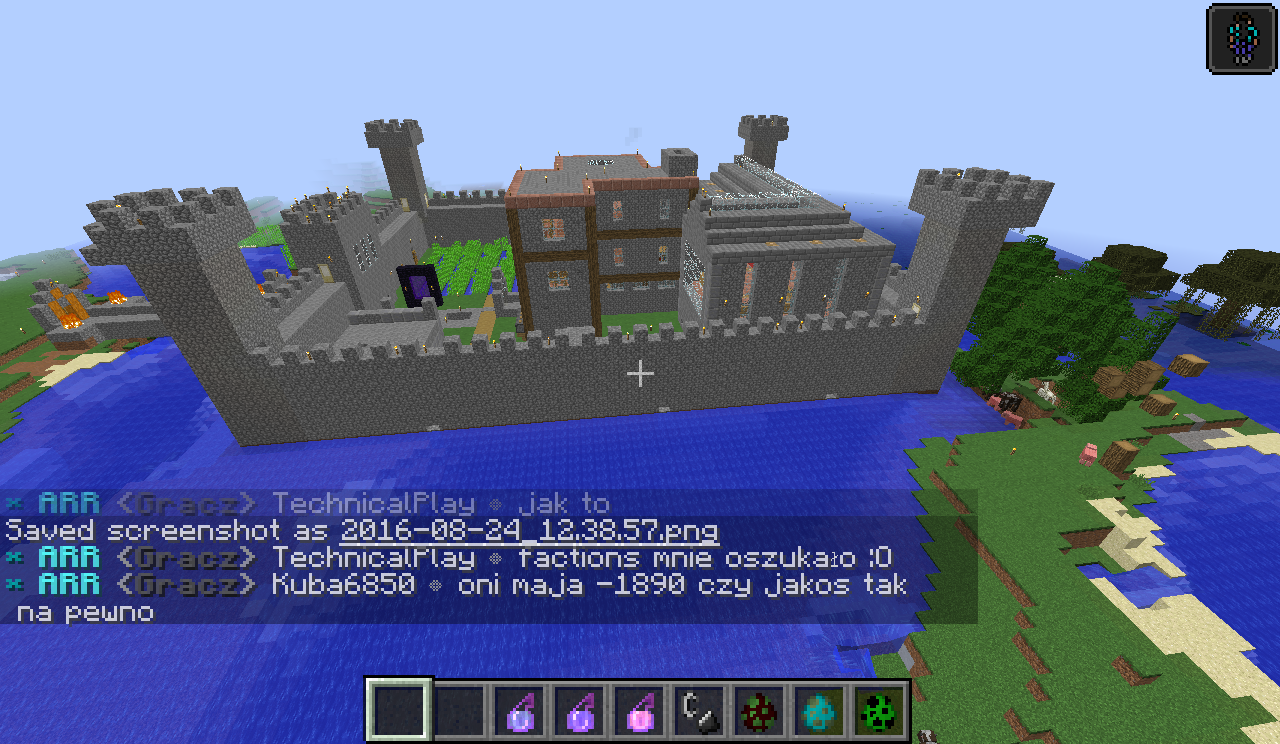 * ARR <Gracz> TechnicalPlay • jak to
Saved screenshot as 2016-08-24_12.38.57.png
* ARR <Gracz> TechnicalPlay • factions mnie oszukało :O
* ARR <Gracz> Kuba6850 • oni maja -1890 czy jakos tak
na pewno